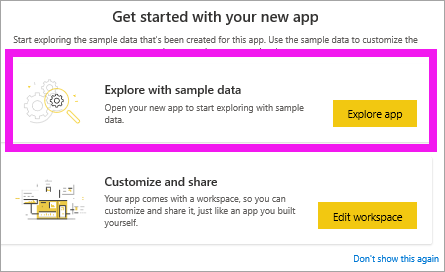 Get started with your new app
Start exploring the sample data that's been created for this app. Use the sample data to customize the
Explore with sample data
Open your new app to start exploring with sample
data.
Explore app
Customize and share
Your app comes with a workspace, so you can
customize and share it, just like an app you built
yourself.
Edit workspace
Don't show this again